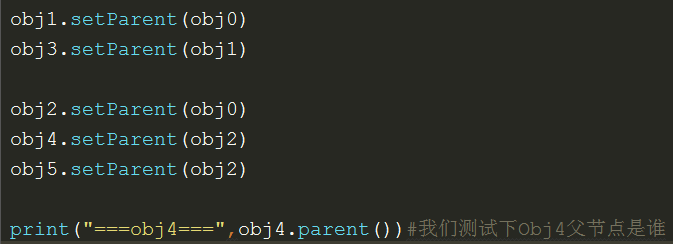 obj1.setParent(obj0)
obj3.setParent(obj1)
obj2.setParent(obj0)
obj4.setParent(obj2)
obj5.setParent(obj2)
print("===obj4===",obj4.parent())#我们测试下Obj4父节点是谁